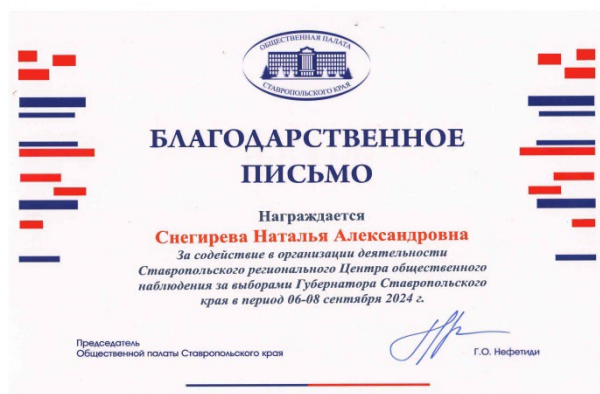 ОБЩЕСТВЕННАЯ ПАЛАТА
СТАВРОПОЛЬСКОГО КРАЯ
БЛАГОДАРСТВЕННОЕ
ПИСЬМО
Награждается
Снегирева Наталья Александровна
За содействие в организации деятельности
Ставропольского регионального Центра общественного
наблюдения за выборами Губернатора Ставропольского
края в период 06-08 сентября 2024 г.
Председатель
Общественной палаты Ставропольского края
Г.О. Нефетиди